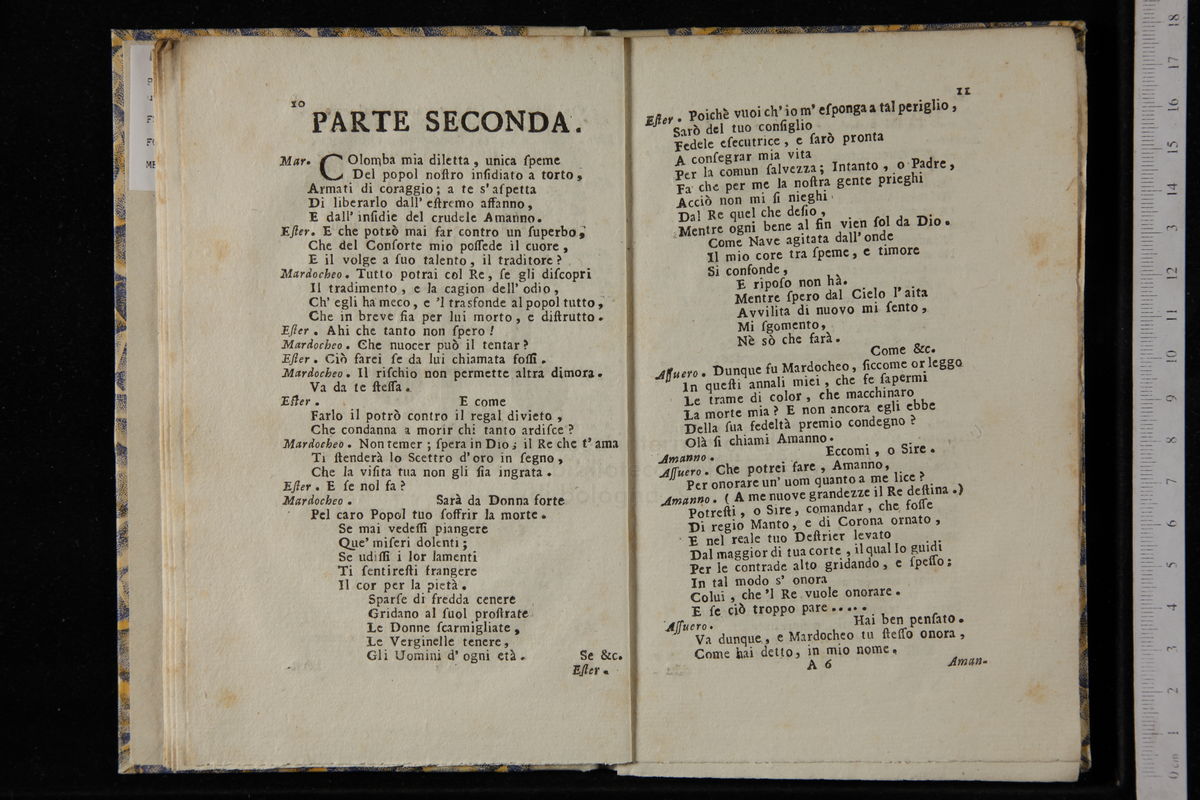 10
PARTE SECONDA.
Mar. COlomba mia diletta, unica ſpeme
Del popol noſtro inſidiato a torto,
Armati di coraggio; a te s'aſpetta
Di liberarlo dall' eſtremo affanno,
E dall' inſidie del crudele Amanno.
Eſter. E che potrò mai far contro un ſuperbo,
Che del Conſorte mio poſſede il cuore,
E il volge a ſuo talento, il traditore?
Mardocheo. Tutto potrai col Re, ſe gli diſcopri
Il tradimento, e la cagion dell' odio,
Ch' egli ha meco, e 'l trasfonde al popol tutto,
Che in breve fia per lui morto, e diſtrutto.
Eſter. Ahi che tanto non ſpero!
Mardocheo. Che nuocer può il tentar?
Eſter. Ciò farei ſe da lui chiamata foſſi.
Mardocheo. Il riſchio non permette altra dimora.
Va da te ſteſſa.
Eſter. E come
Farlo il potrò contro il regal divieto,
Che condanna a morir chi tanto ardiſce?
Mardocheo. Non temer; ſpera in Dio; il Re che t' ama
Ti ſtenderà lo Scettro d'oro in ſegno,
Che la viſita tua non gli ſia ingrata.
Eſter. E ſe nol fa?
Mardocheo. Sarà da Donna forte
Pel caro Popol tuo ſoffrir la morte.
Se mai vedeſſi piangere
Que' miſeri dolenti;
Se udiſſi i lor lamenti
Ti ſentireſti frangere
Il cor per la pietà.
Sparſe di fredda cenere
Gridano al ſuol proſtrate
Le Donne ſcarmigliate,
Le Verginelle tenere,
Gli Uomini d' ogni età. Se &c.
Eſter.
11
Eſter. Poichè vuoi ch' io m' eſponga a tal periglio,
Sarò del tuo conſiglio
Fedele eſecutrice, e ſarò pronta
A conſegrar mia vita
Per la comun ſalvezza; Intanto, o Padre,
Fa che per me la noſtra gente prieghi
Acciò non mi ſi nieghi
Dal Re quel che deſio,
Mentre ogni bene al fin vien ſol da Dio.
Come Nave agitata dall' onde
Il mio core tra ſpeme, e timore
Si confonde,
E ripoſo non hà.
Mentre ſpero dal Cielo l' aita
Avvilita di nuovo mi ſento,
Mi ſgomento,
Nè sò che farà.
Come &c.
Aſſuero. Dunque fu Mardocheo, ſiccome or leggo
In queſti annali miei, che fe ſapermi
Le trame di color, che macchinaro
La morte mia? E non ancora egli ebbe
Della ſua fedeltà premio condegno?
Olà ſi chiami Amanno.
Amanno. Eccomi, o Sire.
Aſſuero. Che potrei fare, Amanno,
Per onorare un' uom quanto a me lice?
Amanno. (A me nuove grandezze il Re deſtina.)
Potreſti, o Sire, comandar, che foſſe
Di regio Manto, e di Corona ornato,
E nel reale tuo Deſtrier levato
Dal maggior di tua corte, il qual lo guidi
Per le contrade alto gridando, e ſpeſſo;
In tal modo s' onora
Colui, che 'l Re vuole onorare.
E ſe ciò troppo pare.....
Aſſuero. Hai ben penſato.
Va dunque, e Mardocheo tu ſteſſo onora,
Come hai detto, in mio nome.
A 6 Aman-